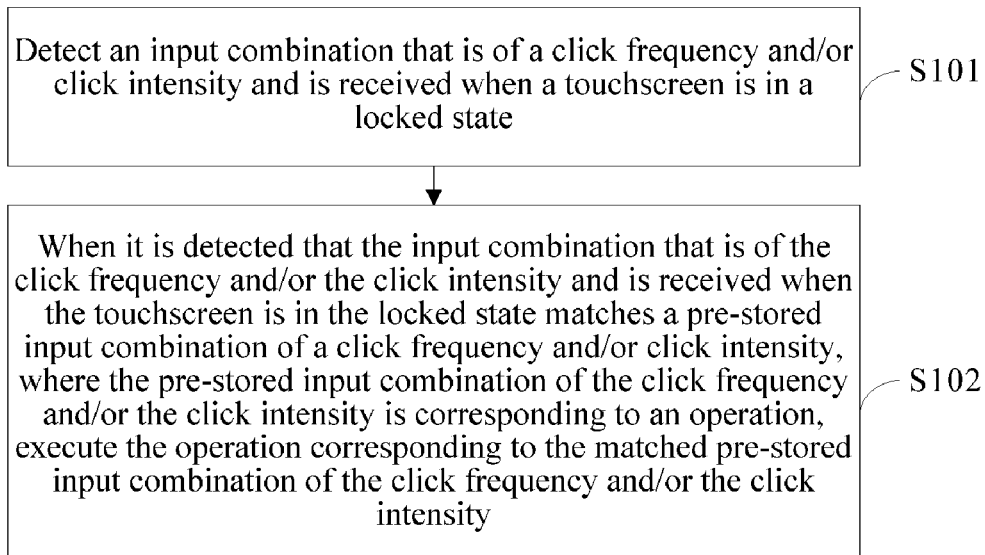 Detect an input combination that is of a click frequency and/or
click intensity and is received when a touchscreen is in a
locked state
S101
When it is detected that the input combination that is of the
click frequency and/or the click intensity and is received when
the touchscreen is in the locked state matches a pre-stored
input combination of a click frequency and/or click intensity,
where the pre-stored input combination of the click frequency
and/or the click intensity is corresponding to an operation,
execute the operation corresponding to the matched pre-stored
input combination of the click frequency and/or the click
intensity
S102